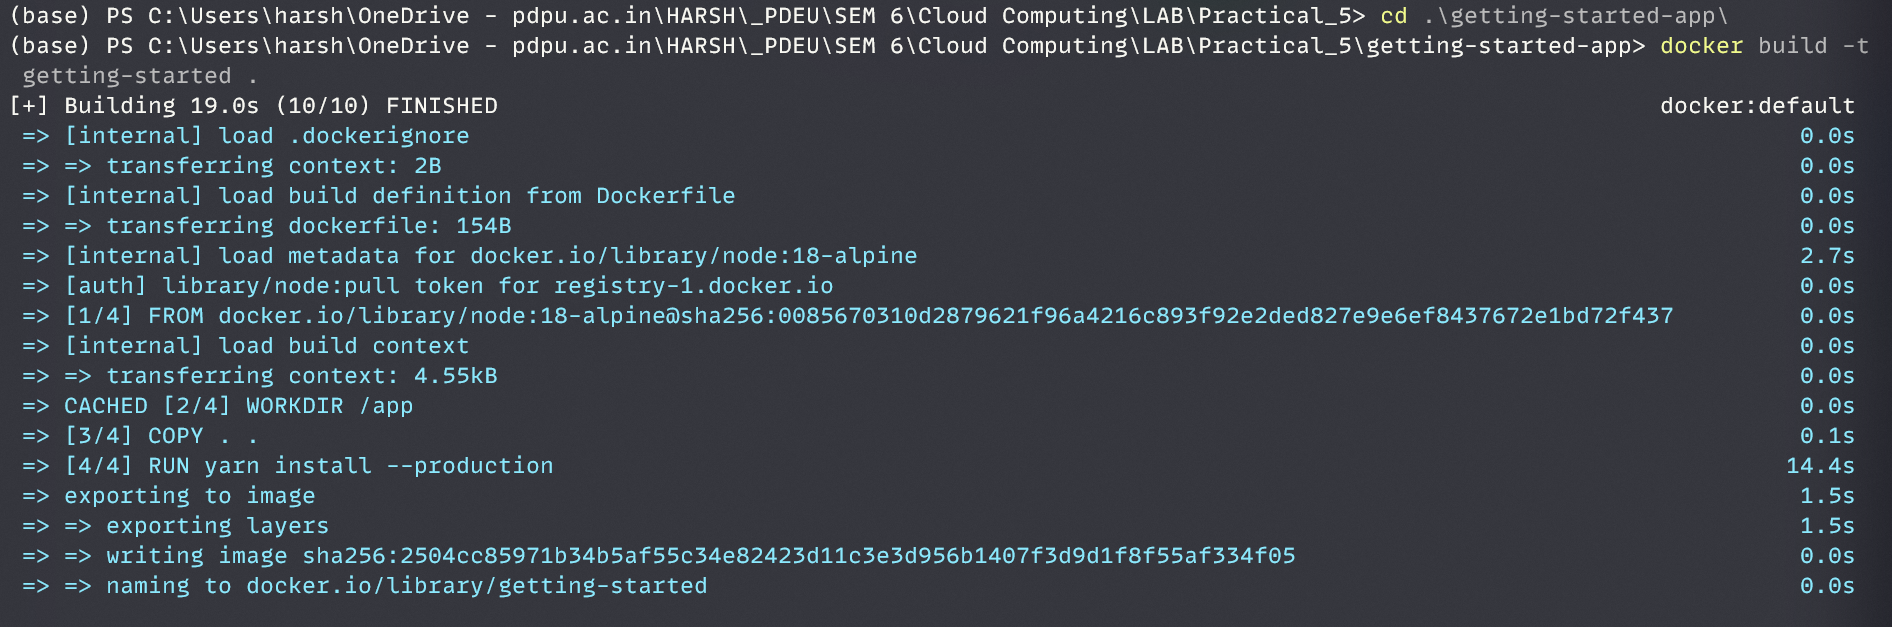 (base) PS C:\Users\harsh\OneDrive - pdpu.ac.in\HARSH\_PDEU\SEM 6\Cloud Computing\LAB\Practical_5> cd .\getting-started-app\
(base) PS C:\Users\harsh\OneDrive - pdpu.ac.in\HARSH\_PDEU\SEM 6\Cloud Computing\LAB\Practical_5\getting-started-app> docker build -t
getting-started .
[+] Building 19.0s (10/10) FINISHED docker:default
=> [internal] load .dockerignore 0.0s
=> => transferring context: 2B 0.0s
=> [internal] load build definition from Dockerfile 0.0s
=> => transferring dockerfile: 154B 0.0s
=> [internal] load metadata for docker.io/library/node:18-alpine 2.7s
=> [auth] library/node:pull token for registry-1.docker.io 0.0s
=> [1/4] FROM docker.io/library/node:18-alpine@sha256:0085670310d2879621f96a4216c893f92e2ded827e9e6ef8437672e1bd72f437 0.0s
=> [internal] load build context 0.0s
=> => transferring context: 4.55kB 0.0s
=> CACHED [2/4] WORKDIR /app 0.0s
=> [3/4] COPY . . 0.1s
=> [4/4] RUN yarn install --production 14.4s
=> exporting to image 1.5s
=> => exporting layers 1.5s
=> => writing image sha256:2504cc85971b34b5af55c34e82423d11c3e3d956b1407f3d9d1f8f55af334f05 0.0s
=> => naming to docker.io/library/getting-started 0.0s